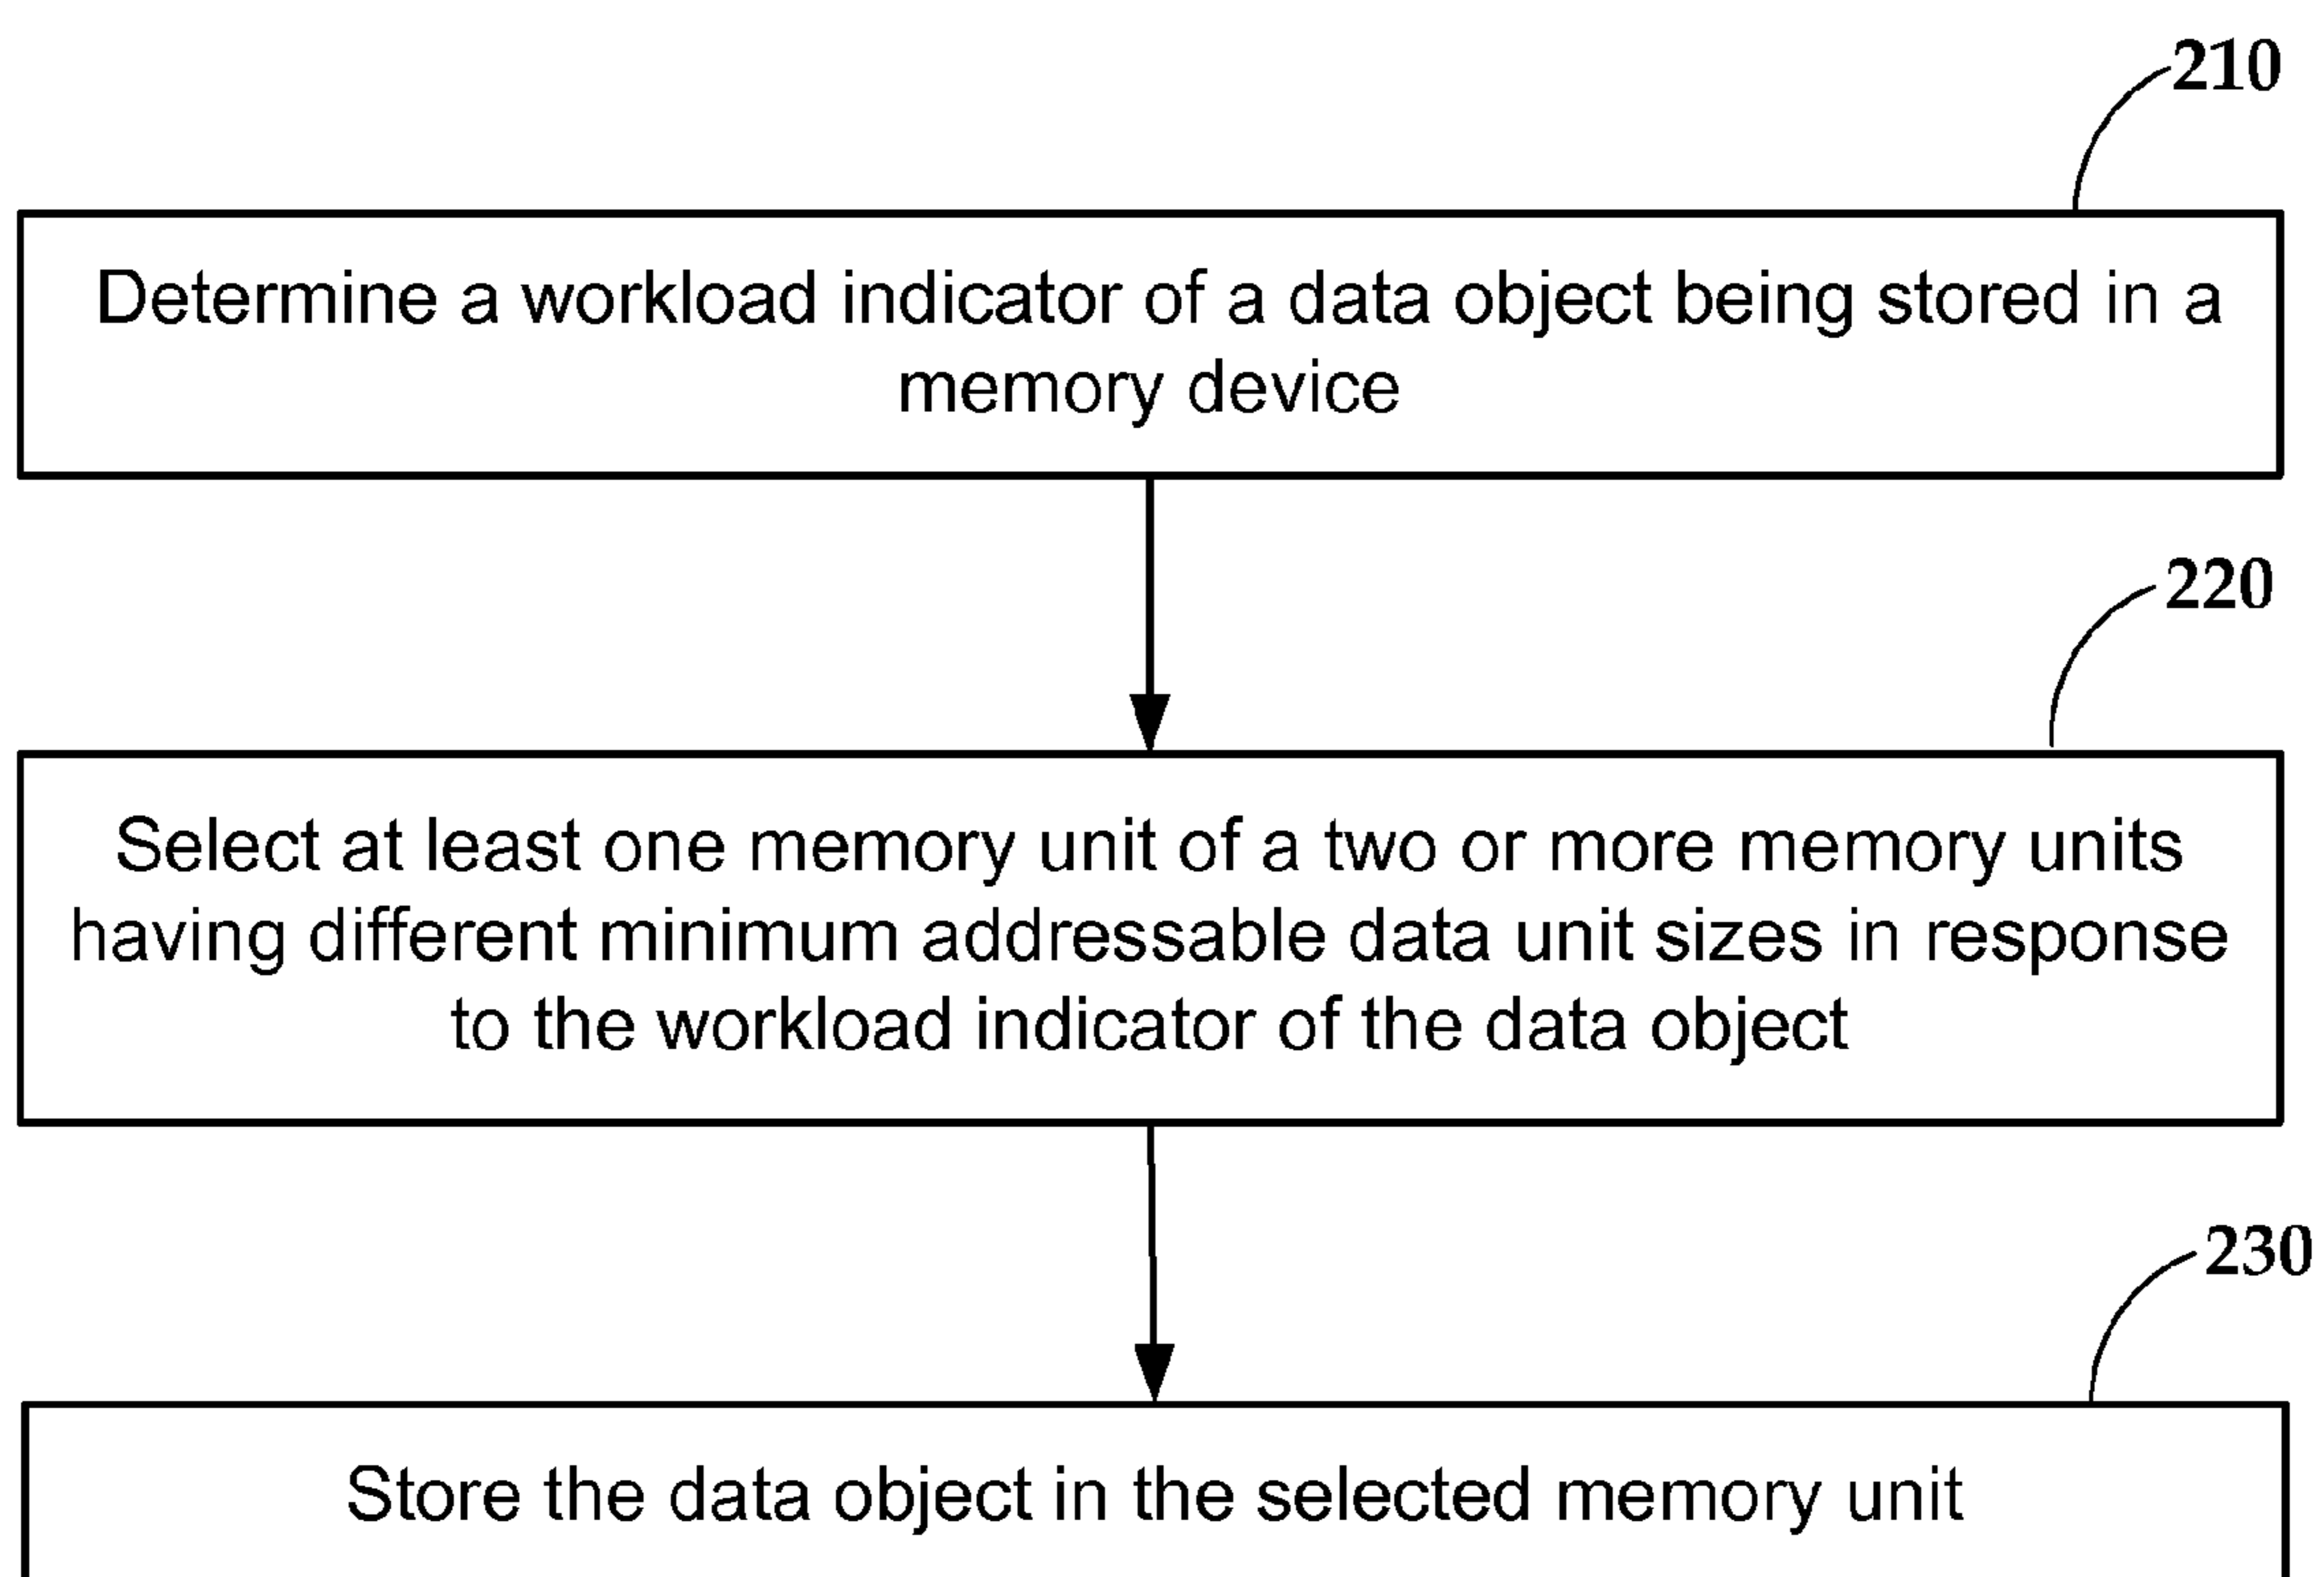 210
Determine a workload indicator of a data object being stored in a
memory device
220
Select at least one memory unit of a two or more memory units
having different minimum addressable data unit sizes in response
to the workload indicator of the data object
230
Store the data object in the selected memory unit